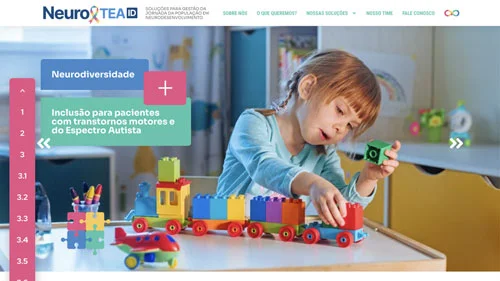 NeuroTEA ID
SOLUÇÕES PARA GESTÃO DA
JORNADA DA POPULAÇÃO EM
NEURODESENVOLVIMENTO
SOBRE NÓS O QUE QUEREMOS? NOSSAS SOLUÇÕES NOSSO TIME FALE CONOSCO
Neurodiversidade
+
Inclusão para pacientes
com transtornos motores e
do Espectro Autista
1
2
3
3.1
3.2
3.3
3.4
3.5